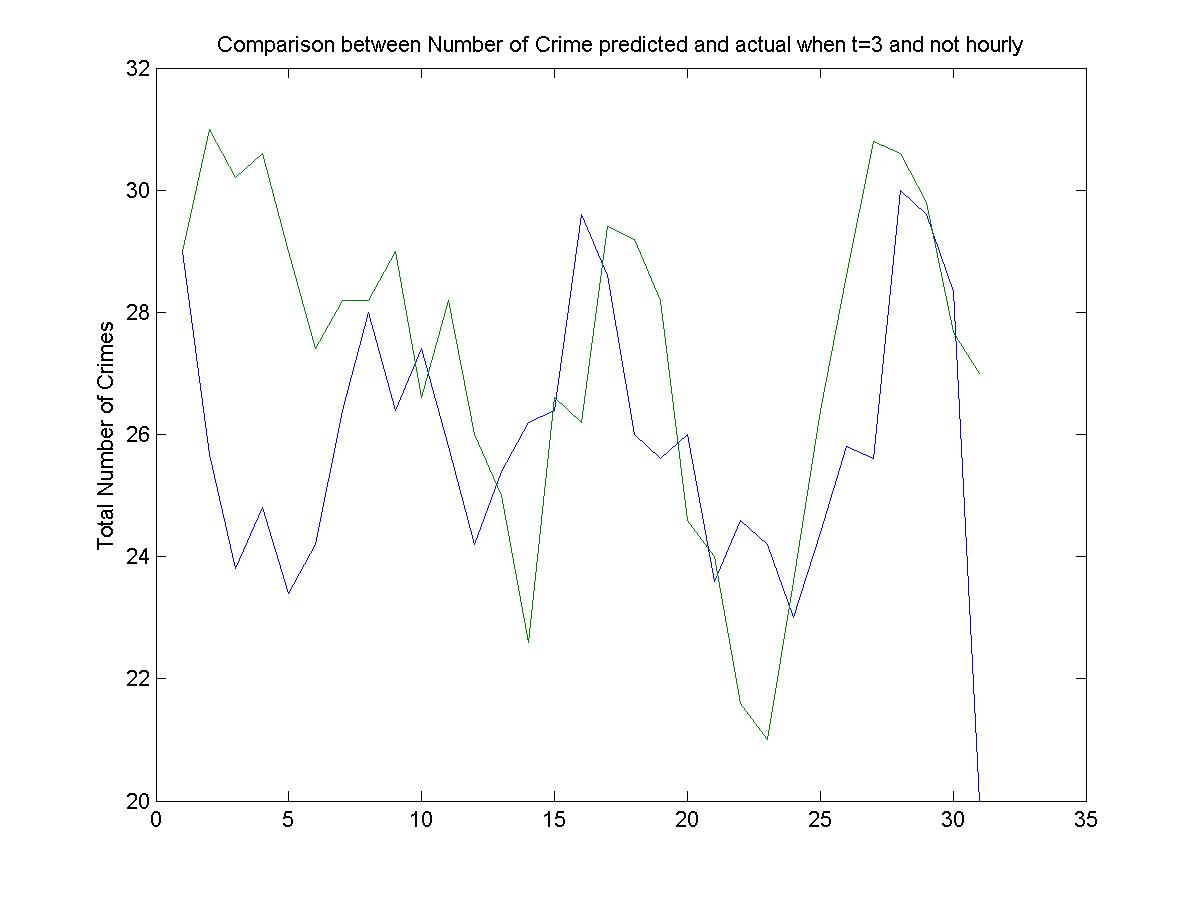 Comparison between Number of Crime predicted and actual when t=3 and not hourly
32
30
28
26
24
22
20
Total Number of Crimes
0 5 10 15 20 25 30 35